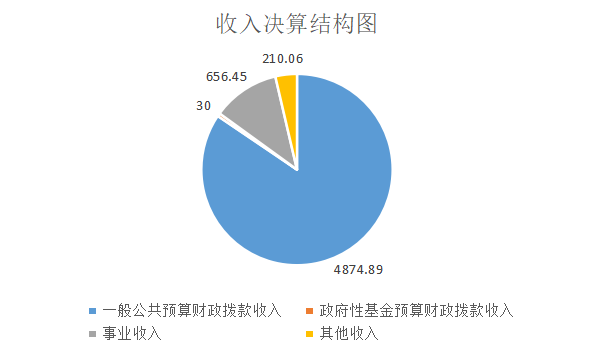 收入决算结构图
210.06
656.45
30
4874.89
一般公共预算财政拨款收入
政府性基金预算财政拨款收入
事业收入
其他收入